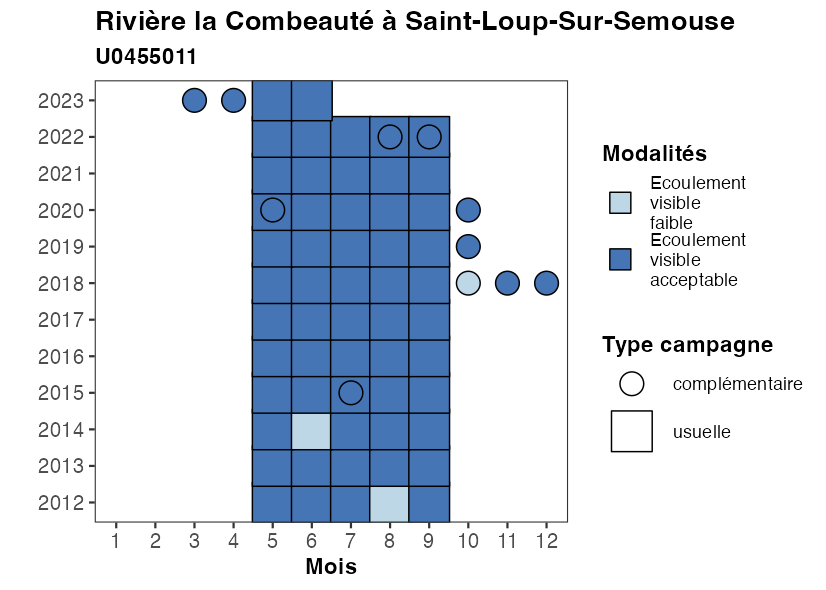 Rivière la Combeauté à Saint-Loup-Sur-Semouse
U0455011
2023
2022
2021
2020
2019
2018
2017
2016
2015
2014
2013
2012
1 2 3 4 5 6 7 8 9 10 11 12
Mois
Modalités
Ecoulement
visible
faible
Ecoulement
visible
acceptable
Type campagne
complémentaire
usuelle